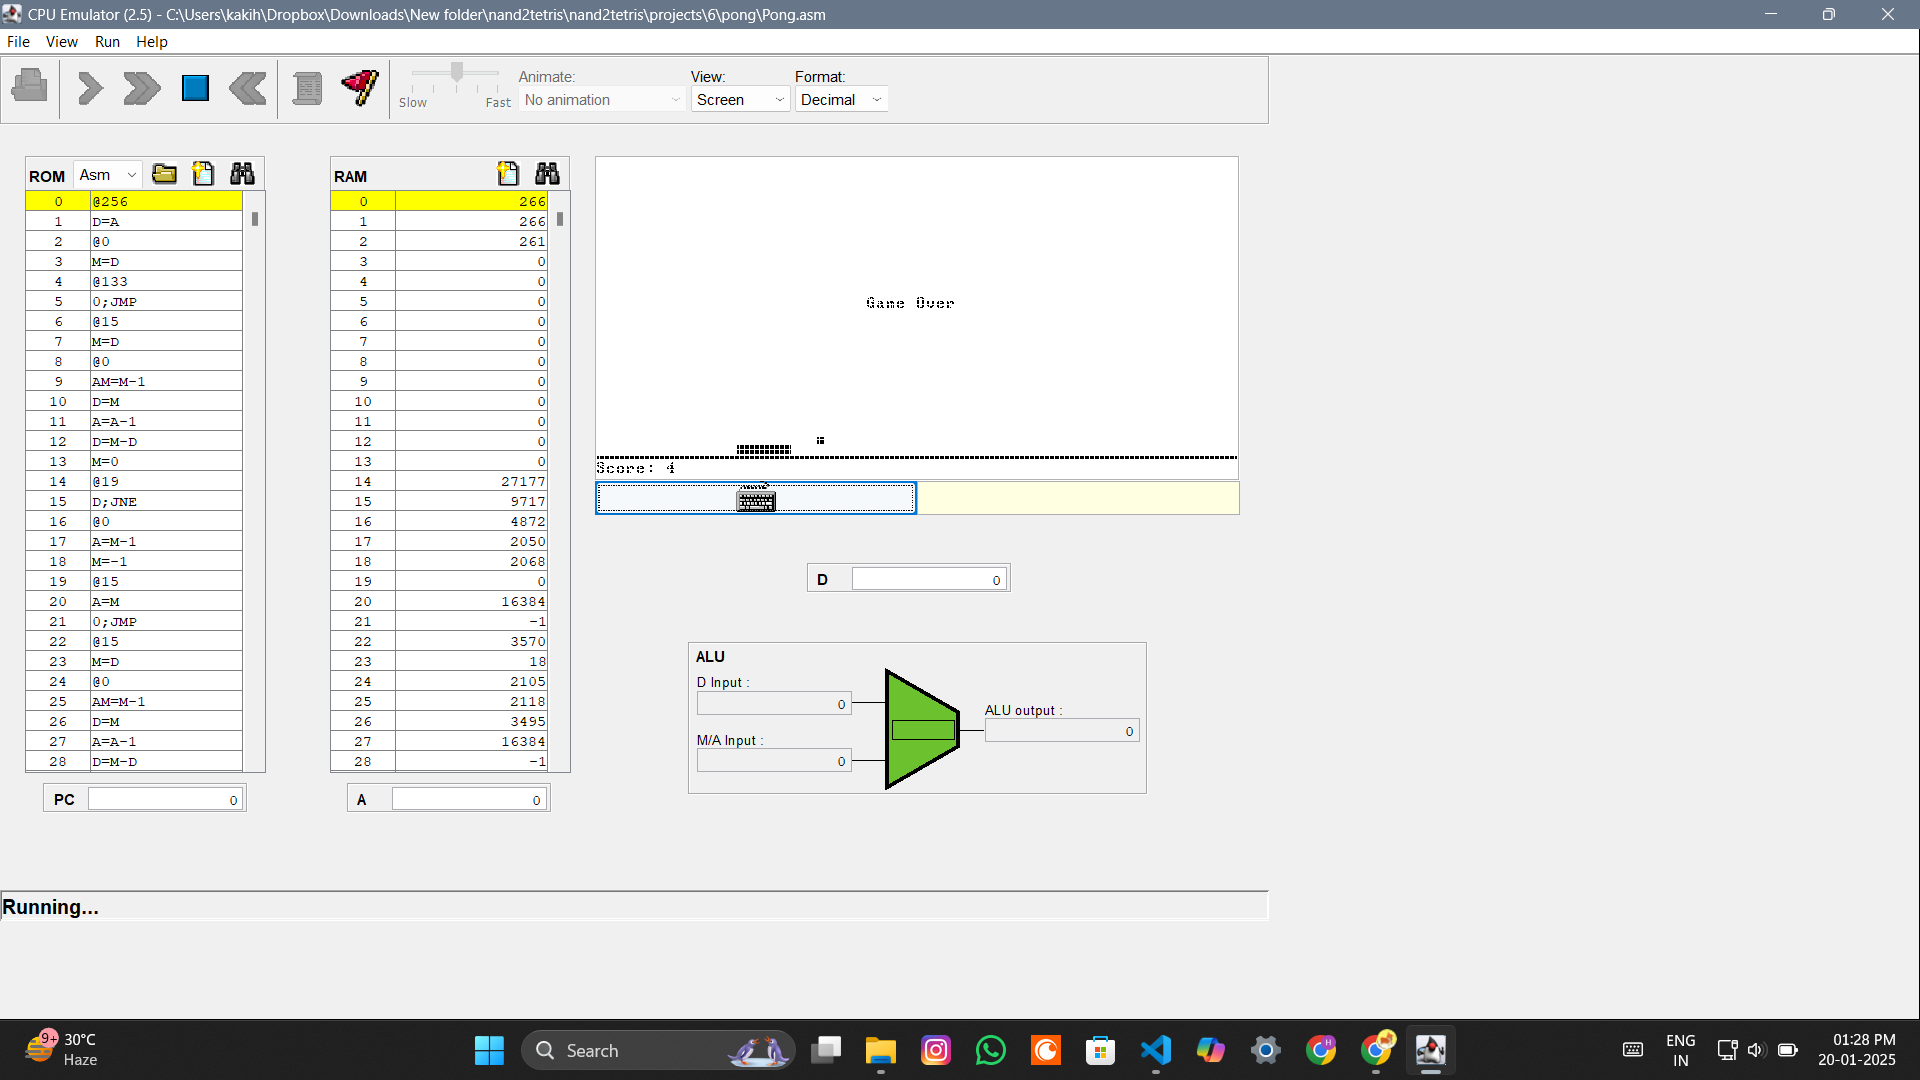 CPU Emulator (2.5) - C:\Users\kakih\Dropbox\Downloads\New folder\nand2tetris\nand2tetris\projects\6\pong\Pong.asm
File View Run Help
Slow Fast
Animate:
No animation
View:
Screen
Format:
Decimal
ROM Asm
0 @256
1 D=A
2 @0
3 M=D
4 @133
5 0;JMP
6 @15
7 M=D
8 @0
9 AM=M-1
10 D=M
11 A=A-1
12 D=M-D
13 M=0
14 @19
15 D;JNE
16 @0
17 A=M-1
18 M=-1
19 @15
20 A=M
21 0;JMP
22 @15
23 M=D
24 @0
25 AM=M-1
26 D=M
27 A=A-1
28 D=M-D
PC 0
RAM
0 266
1 266
2 261
3 0
4 0
5 0
6 0
7 0
8 0
9 0
10 0
11 0
12 0
13 0
14 27177
15 9717
16 4872
17 2050
18 2068
19 0
20 16384
21 -1
22 3570
23 18
24 2105
25 2118
26 3495
27 16384
28 -1
A 0
Game Over
Score: 4
D 0
ALU
D Input :
0
M/A Input :
0
ALU output :
0
Running...
9+
30°C
Haze
Search
ENG
IN
01:28 PM
20-01-2025